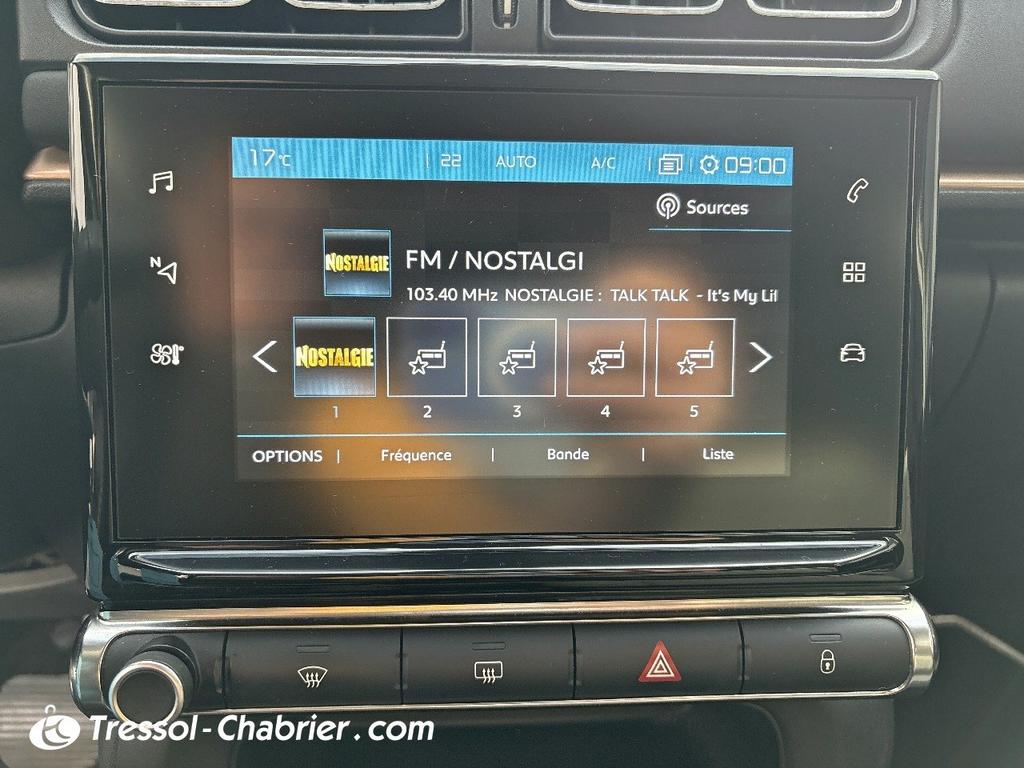 17°C | 22 AUTO A/C | | 09:00
Sources
NOSTALGIE
FM / NOSTALGI
103.40 MHz NOSTALGIE : TALK TALK - It's My Lif
N
NOSTALGIE
1 2 3 4 5
OPTIONS | Fréquence | Bande | Liste
Tressol-Chabrier.com